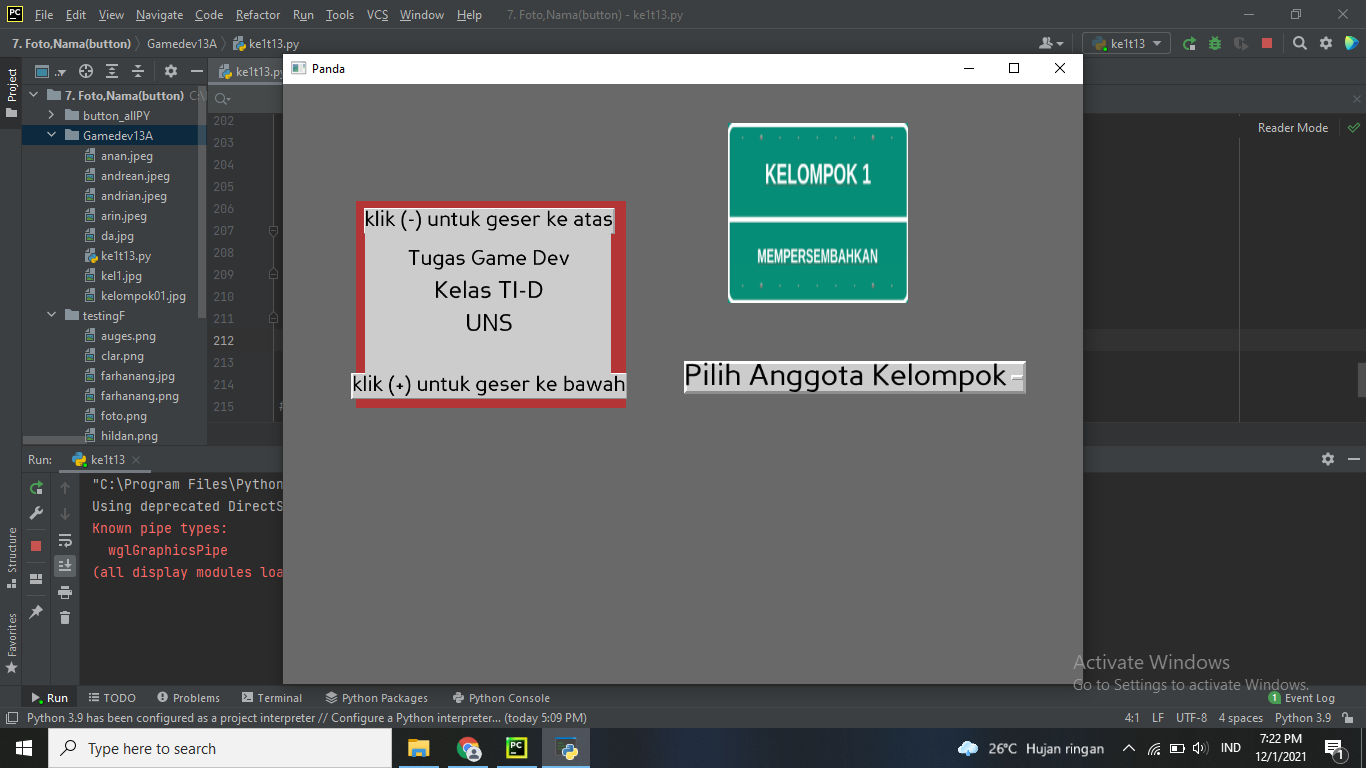 File Edit View Navigate Code Refactor Run Tools VCS Window Help 7. Foto,Nama(button) - ke1t13.py
7. Foto,Nama(button) Gamedev13A ke1t13.py
ke1t13
Project
ke1t13.py
Panda
7. Foto,Nama(button)
button_allPY
Gamedev13A
anan.jpeg
andrean.jpeg
andrian.jpeg
arin.jpeg
da.jpg
ke1t13.py
kel1.jpg
kelompok01.jpg
testingF
auges.png
clar.png
farhanang.jpg
farhanang.png
foto.png
hildan.png
202
203
204
205
206
207
208
209
210
211
212
213
214
215 #
Reader Mode
klik (-) untuk geser ke atas
Tugas Game Dev
Kelas TI-D
UNS
klik (+) untuk geser ke bawah
KELOMPOK 1
MEMPERSEMBAHKAN
Pilih Anggota Kelompok
Run: ke1t13
"C:\Program Files\Python
Using deprecated DirectS
Known pipe types:
wglGraphicsPipe
(all display modules loa
Structure
Favorites
Activate Windows
Go to Settings to activate Windows.
Run TODO Problems Terminal Python Packages Python Console 1 Event Log
Python 3.9 has been configured as a project interpreter // Configure a Python interpreter... (today 5:09 PM) 4:1 LF UTF-8 4 spaces Python 3.9
Type here to search
26°C Hujan ringan
IND
7:22 PM
12/1/2021
1